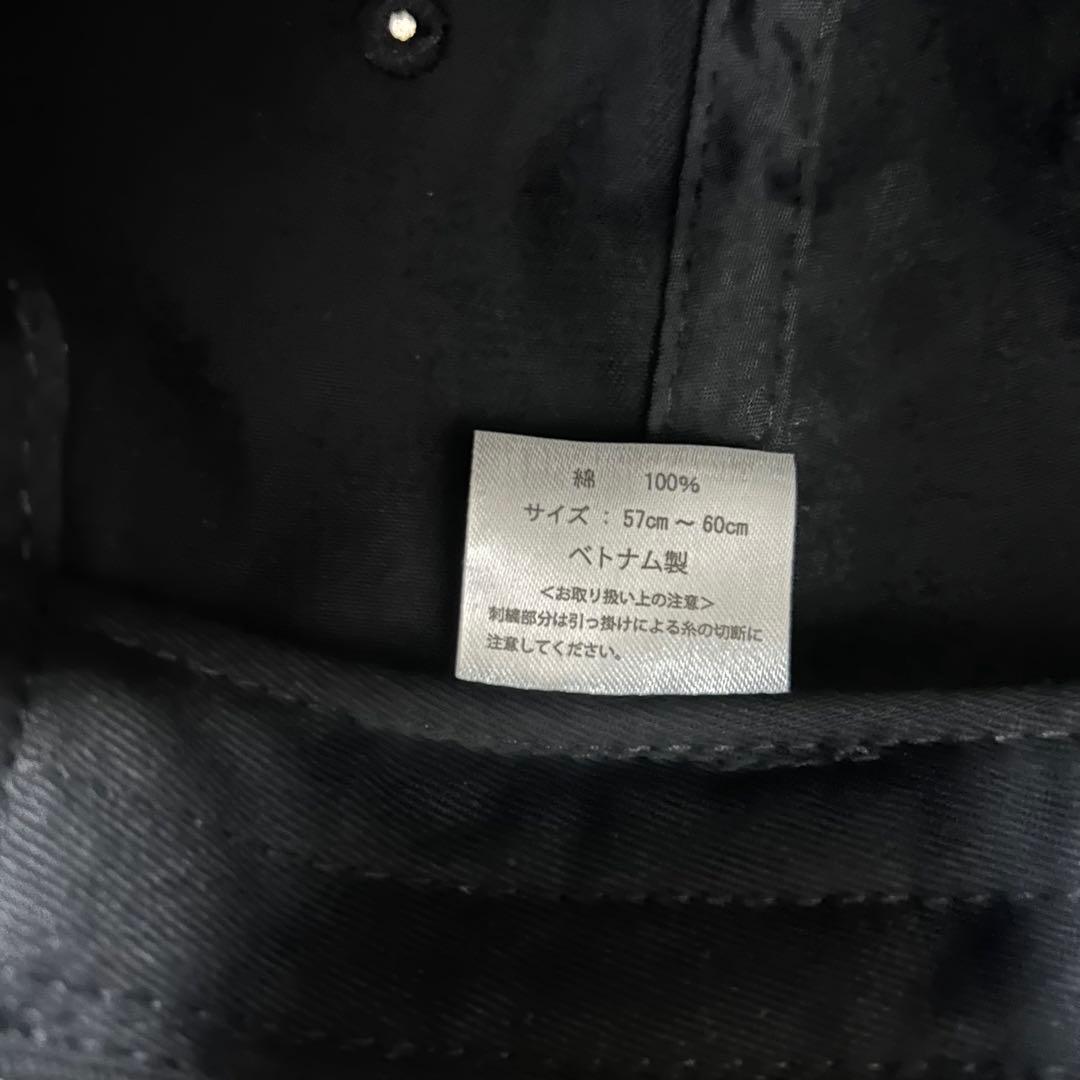 綿 100%
サイズ : 57cm ~ 60cm
ベトナム製
<お取り扱い上の注意>
刺繍部分は引っ掛けによる糸の切断に
注意してください。